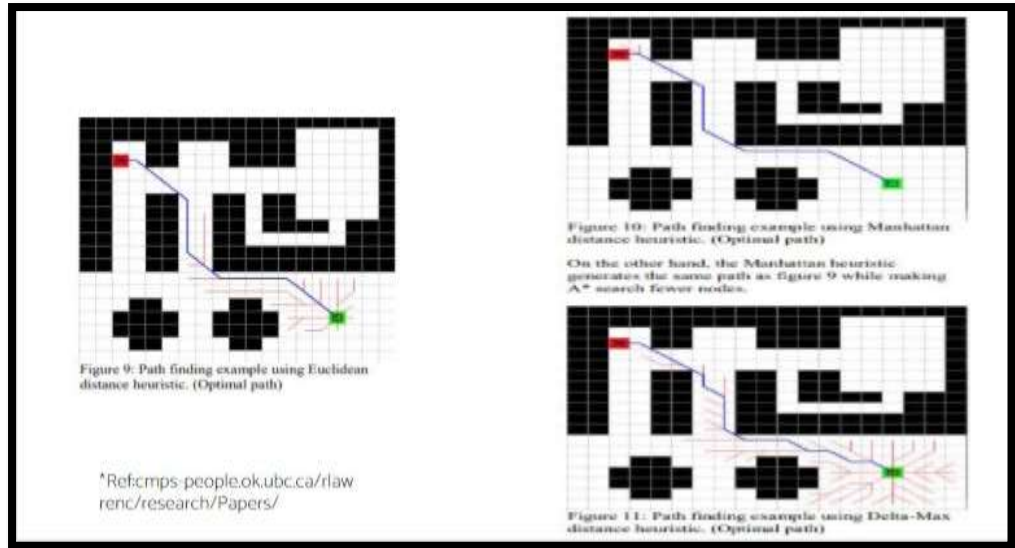 Figure 9: Path finding example using Euclidean
distance heuristic. (Optimal path)
*Ref:cmps-people.ok.ubc.ca/rlaw
renc/research/Papers/
Figure 10: Path finding example using Manhattan
distance heuristic. (Optimal path)
On the other hand, the Manhattan heuristic
generates the same path as figure 9 while making
A* search fewer nodes.
Figure 11: Path finding example using Delta-Max
distance heuristic. (Optimal path)